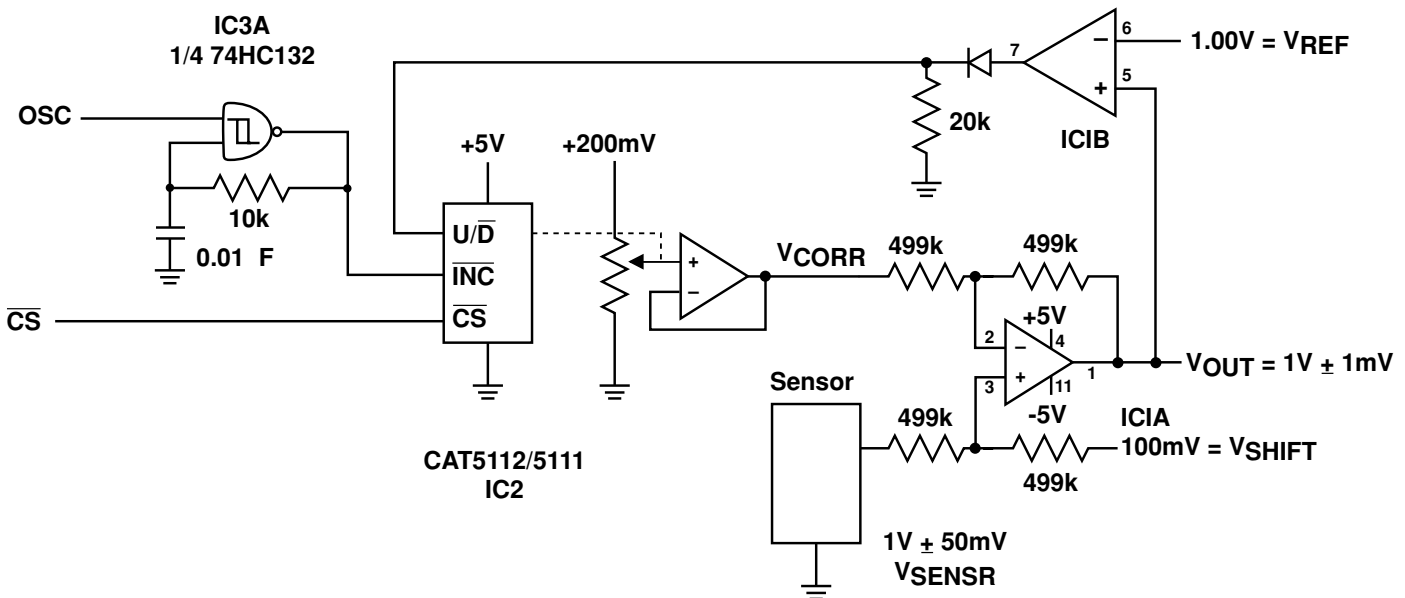 IC3A
1/4 74HC132
OSC
10k
0.01 F
CS
+5V
U/D
INC
CS
CAT5112/5111
IC2
+200mV
+
–
VCORR
499k
499k
7
–
+
6
5
1.00V = VREF
20k
ICIB
+5V
4
2
–
3
+
1
11
-5V
VOUT = 1V ± 1mV
Sensor
499k
499k
ICIA
100mV = VSHIFT
1V ± 50mV
VSENSR